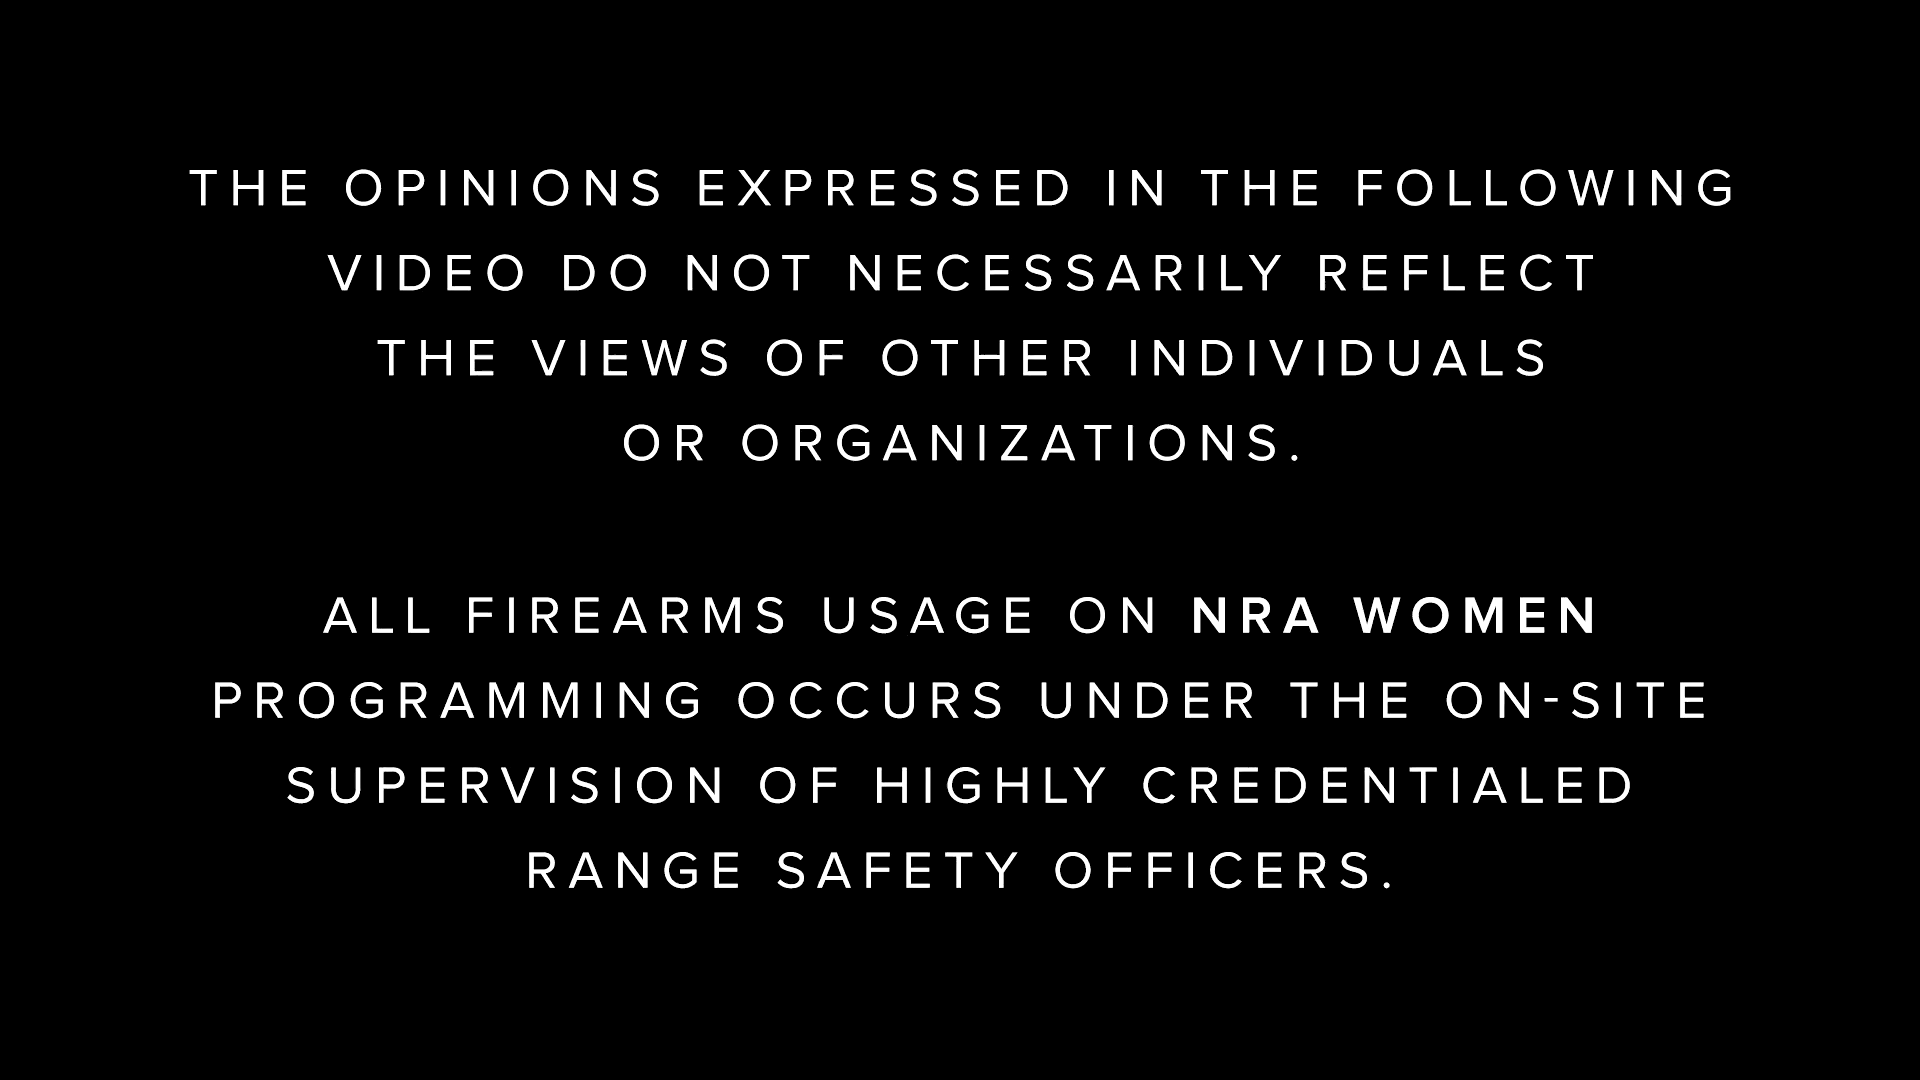 THE OPINIONS EXPRESSED IN THE FOLLOWING
VIDEO DO NOT NECESSARILY REFLECT
THE VIEWS OF OTHER INDIVIDUALS
OR ORGANIZATIONS.
ALL FIREARMS USAGE ON NRA WOMEN
PROGRAMMING OCCURS UNDER THE ON-SITE
SUPERVISION OF HIGHLY CREDENTIALED
RANGE SAFETY OFFICERS.